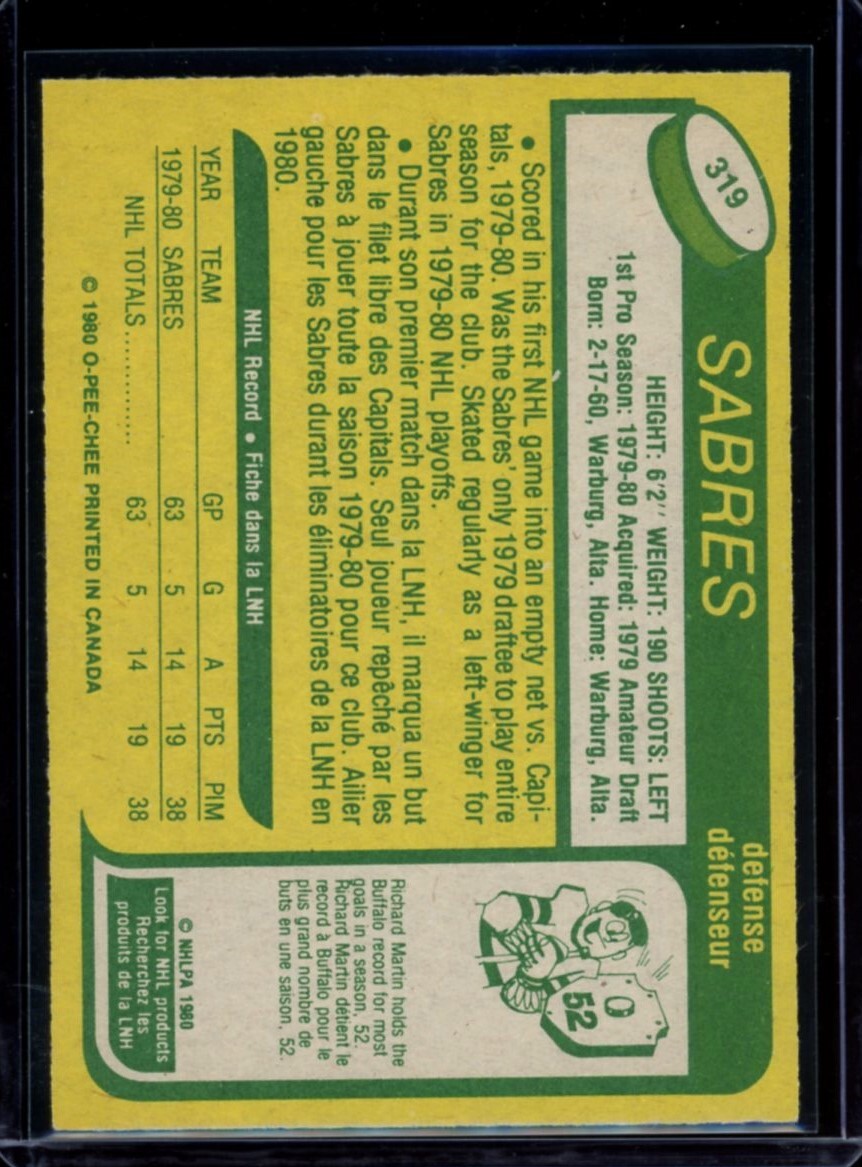 319
SABRES
defense
défenseur
HEIGHT: 6'2'' WEIGHT: 190 SHOOTS: LEFT
1st Pro Season: 1979-80 Acquired: 1979 Amateur Draft
Born: 2-17-60, Warburg, Alta. Home: Warburg, Alta.
• Scored in his first NHL game into an empty net vs. Capi-
tals, 1979-80. Was the Sabres' only 1979 draftee to play entire
season for the club. Skated regularly as a left-winger for
Sabres in 1979-80 NHL playoffs.
• Durant son premier match dans la LNH, il marqua un but
dans le filet libre des Capitals. Seul joueur repêché par les
Sabres à jouer toute la saison 1979-80 pour ce club. Ailier
gauche pour les Sabres durant les éliminatoires de la LNH en
1980.
NHL Record • Fiche dans la LNH
YEAR TEAM GP G A PTS PIM
1979-80 SABRES 63 5 14 19 38
NHL TOTALS ............. 63 5 14 19 38
© 1980 O-PEE-CHEE PRINTED IN CANADA
52
Richard Martin holds the
Buffalo record for most
goals in a season, 52.
Richard Martin détient le
record à Buffalo pour le
plus grand nombre de
buts en une saison, 52.
© NHLPA 1980
Look for NHL products
Recherchez les
produits de la LNH